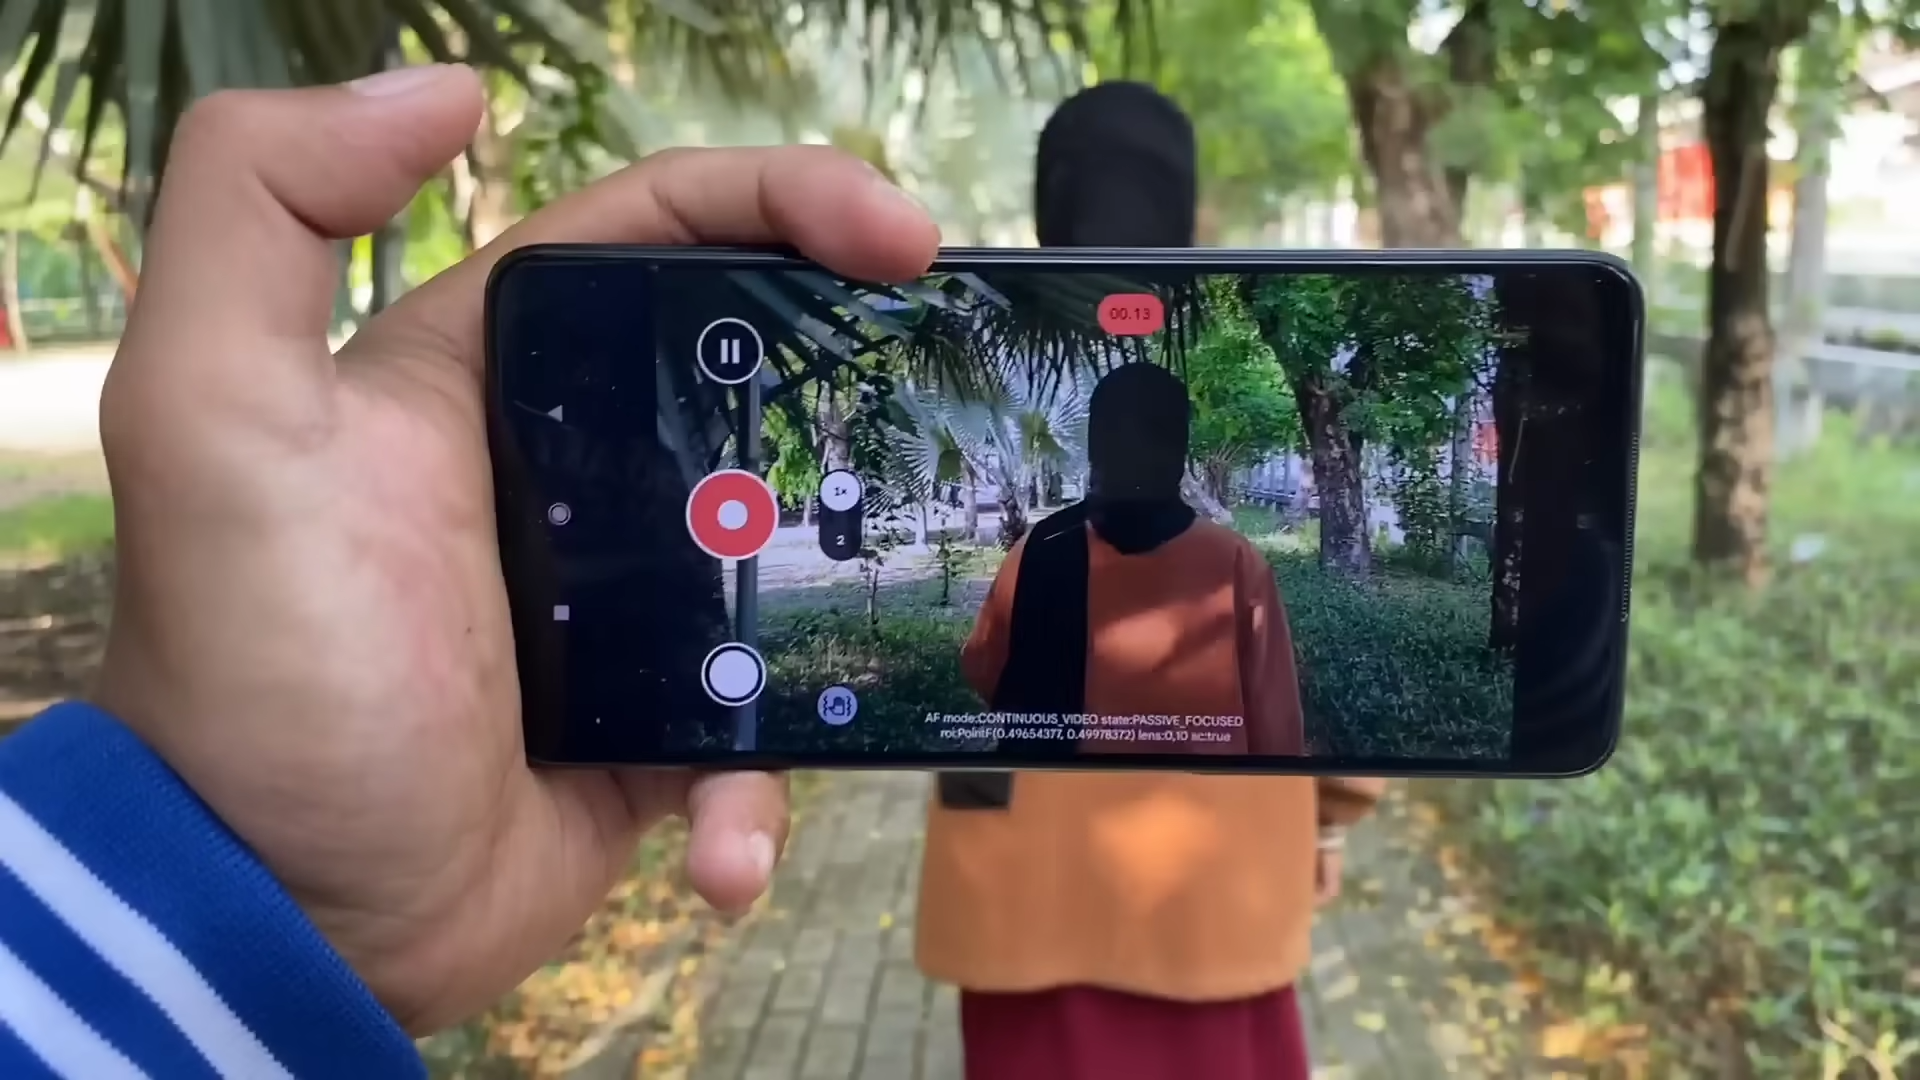 00.13
1x
2
AF mode:CONTINUOUS_VIDEO state:PASSIVE_FOCUSED
roi:PointF(0.49654377, 0.49978372) lens:0,10 sc:true